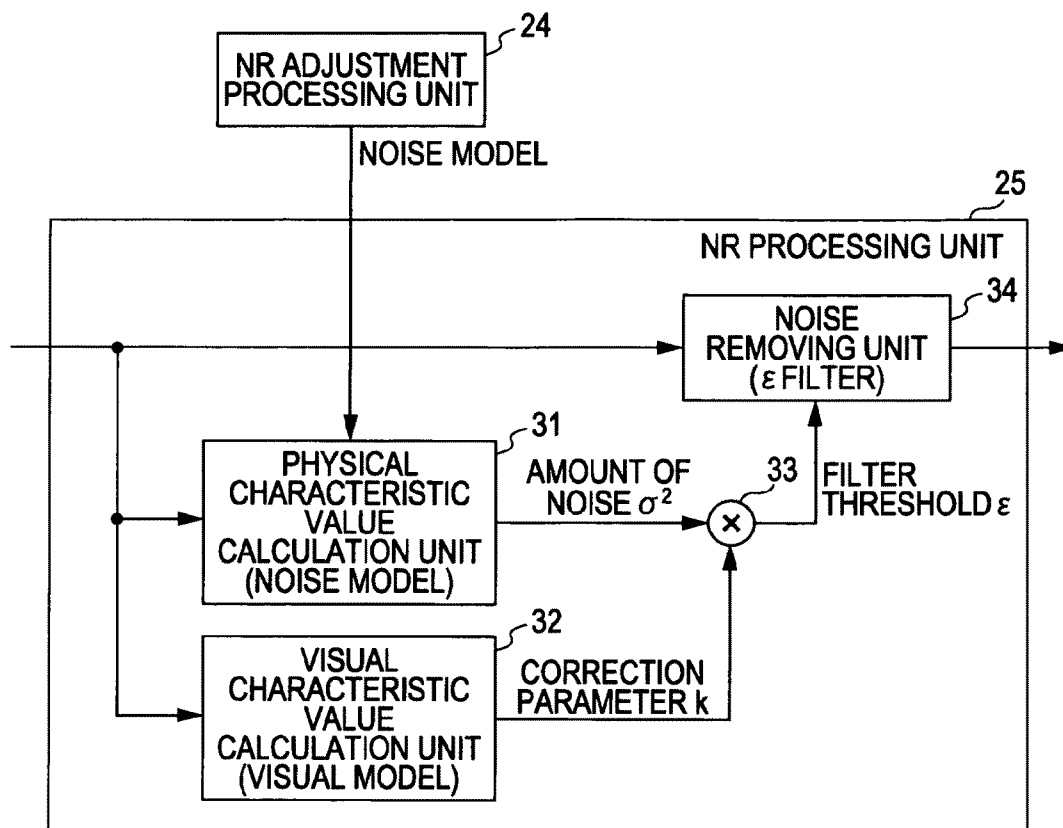 24
NR ADJUSTMENT
PROCESSING UNIT
NOISE MODEL
25
NR PROCESSING UNIT
34
NOISE
REMOVING UNIT
(ε FILTER)
31
PHYSICAL
CHARACTERISTIC
VALUE
CALCULATION UNIT
(NOISE MODEL)
AMOUNT OF
NOISE σ²
33
×
FILTER
THRESHOLD ε
32
VISUAL
CHARACTERISTIC
VALUE
CALCULATION UNIT
(VISUAL MODEL)
CORRECTION
PARAMETER k